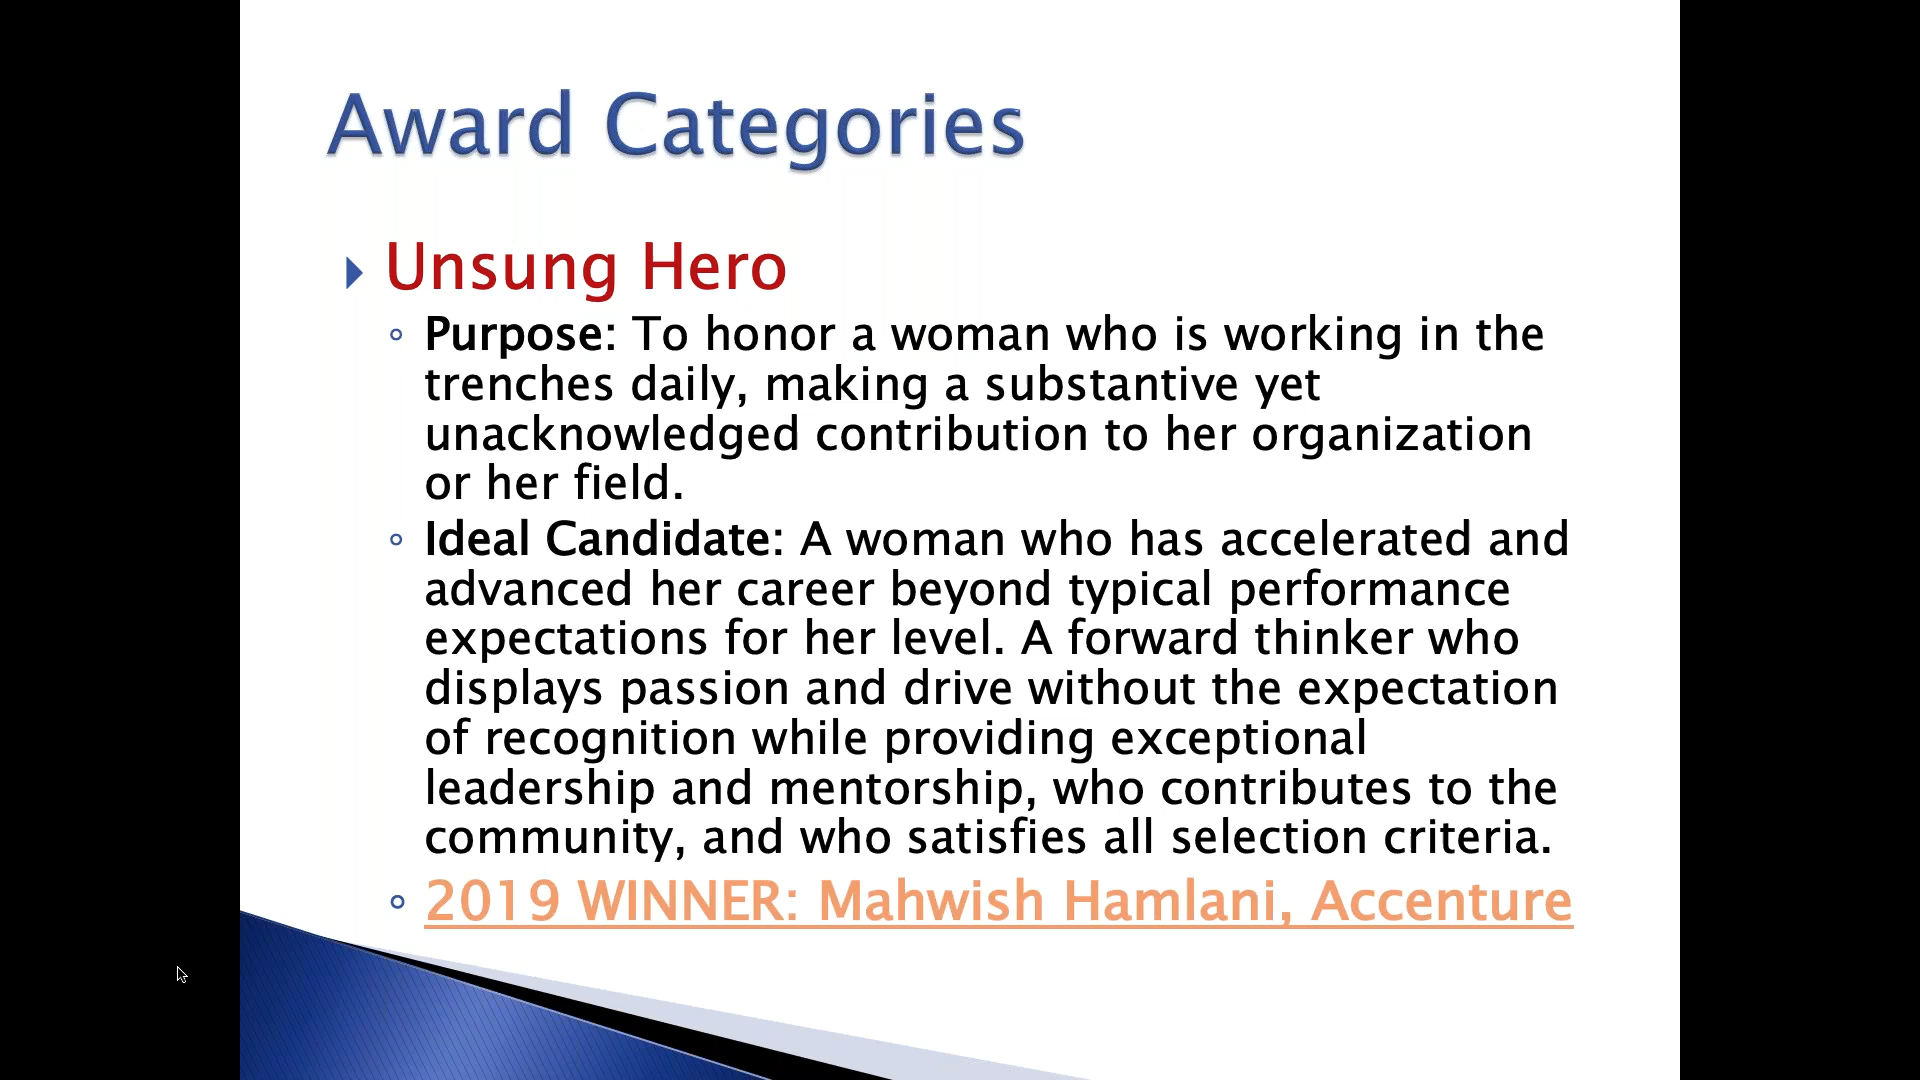 Award Categories
Unsung Hero
Purpose: To honor a woman who is working in the
trenches daily, making a substantive yet
unacknowledged contribution to her organization
or her field.
Ideal Candidate: A woman who has accelerated and
advanced her career beyond typical performance
expectations for her level. A forward thinker who
displays passion and drive without the expectation
of recognition while providing exceptional
leadership and mentorship, who contributes to the
community, and who satisfies all selection criteria.
2019 WINNER: Mahwish Hamlani, Accenture